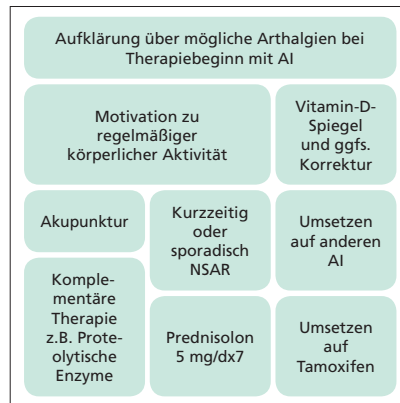 Aufklärung über mögliche Arthalgien bei
Therapiebeginn mit AI
Motivation zu
regelmäßiger
körperlicher Aktivität
Vitamin-D-
Spiegel
und ggfs.
Korrektur
Akupunktur
Kurzzeitig
oder
sporadisch
NSAR
Umsetzen
auf anderen
AI
Komple-
mentäre
Therapie
z.B. Prote-
olytische
Enzyme
Prednisolon
5 mg/dx7
Umsetzen
auf
Tamoxifen